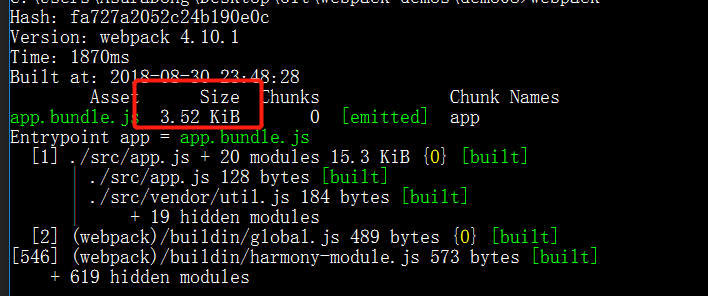 Hash: fa727a2052c24b190e0c
Version: webpack 4.10.1
Time: 1870ms
Built at: 2018-08-30 23:48:28
Asset Size Chunks Chunk Names
app.bundle.js 3.52 KiB 0 [emitted] app
Entrypoint app = app.bundle.js
[1] ./src/app.js + 20 modules 15.3 KiB {0} [built]
| ./src/app.js 128 bytes [built]
| ./src/vendor/util.js 184 bytes [built]
| + 19 hidden modules
[2] (webpack)/buildin/global.js 489 bytes {0} [built]
[546] (webpack)/buildin/harmony-module.js 573 bytes [built]
+ 619 hidden modules